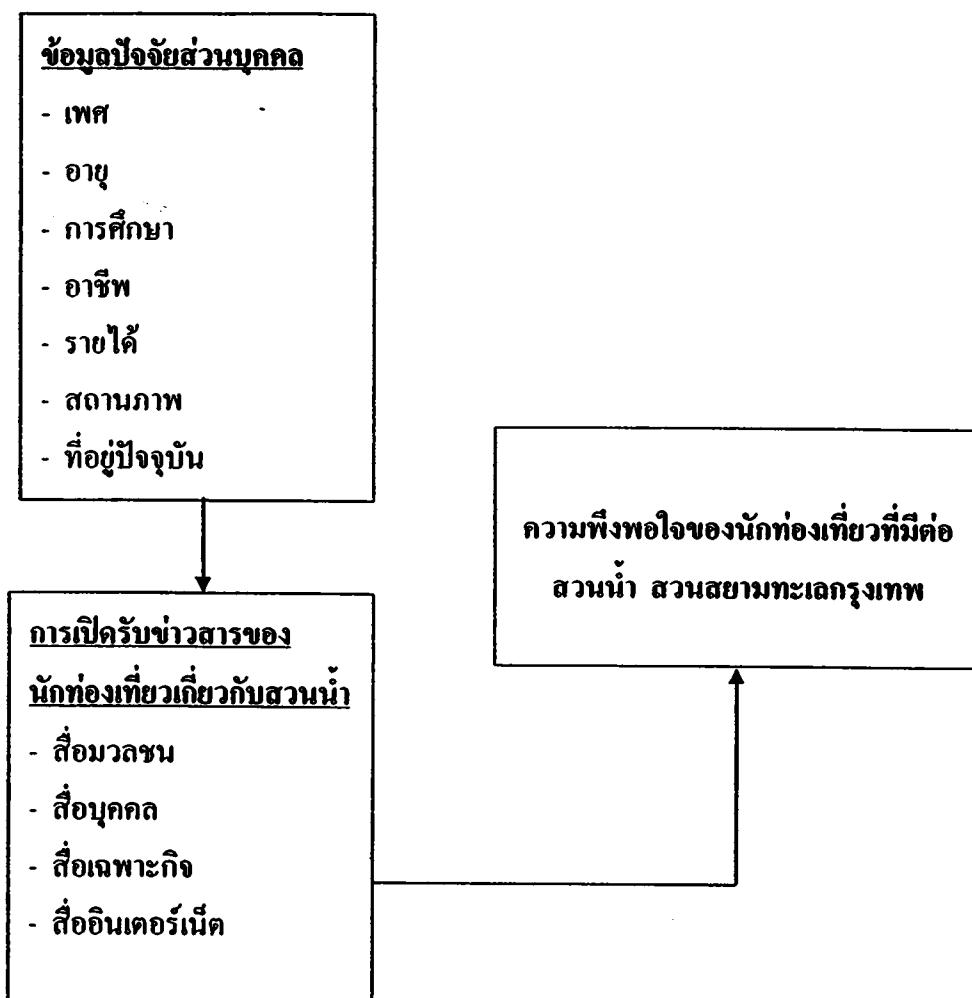 ข้อมูลปัจจัยส่วนบุคคล
- เพศ
- อายุ
- การศึกษา
- อาชีพ
- รายได้
- สถานภาพ
- ที่อยู่ปัจจุบัน
ความพึงพอใจของนักท่องเที่ยวที่มีต่อ
สวนน้ำ สวนสยามทะเลกรุงเทพ
การเปิดรับข่าวสารของ
นักท่องเที่ยวเกี่ยวกับสวนน้ำ
- สื่อมวลชน
- สื่อบุคคล
- สื่อเฉพาะกิจ
- สื่ออินเตอร์เน็ต